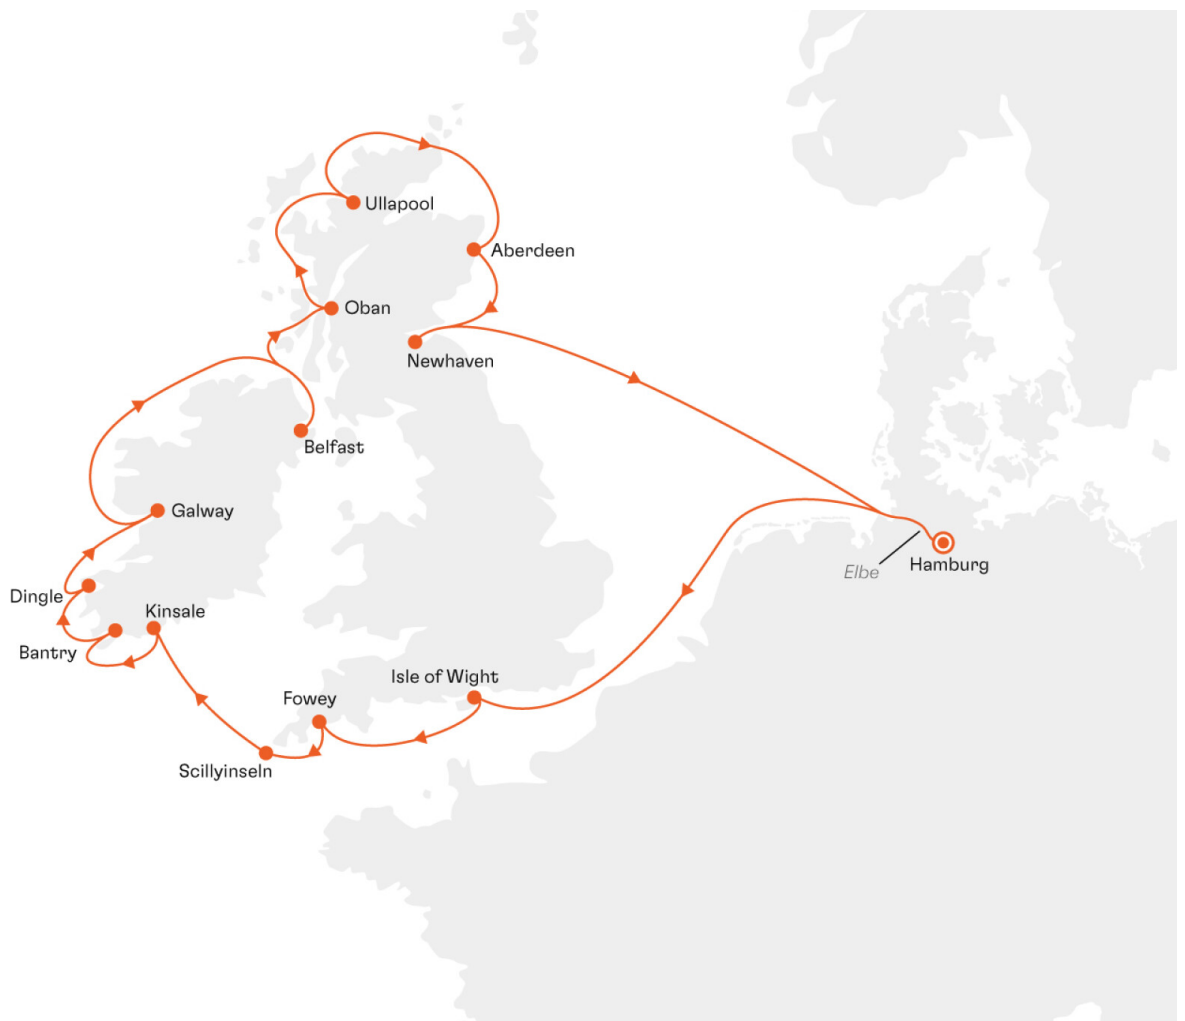 Ullapool
Aberdeen
Oban
Newhaven
Belfast
Galway
Elbe
Hamburg
Dingle
Kinsale
Bantry
Isle of Wight
Fowey
Scillyinseln